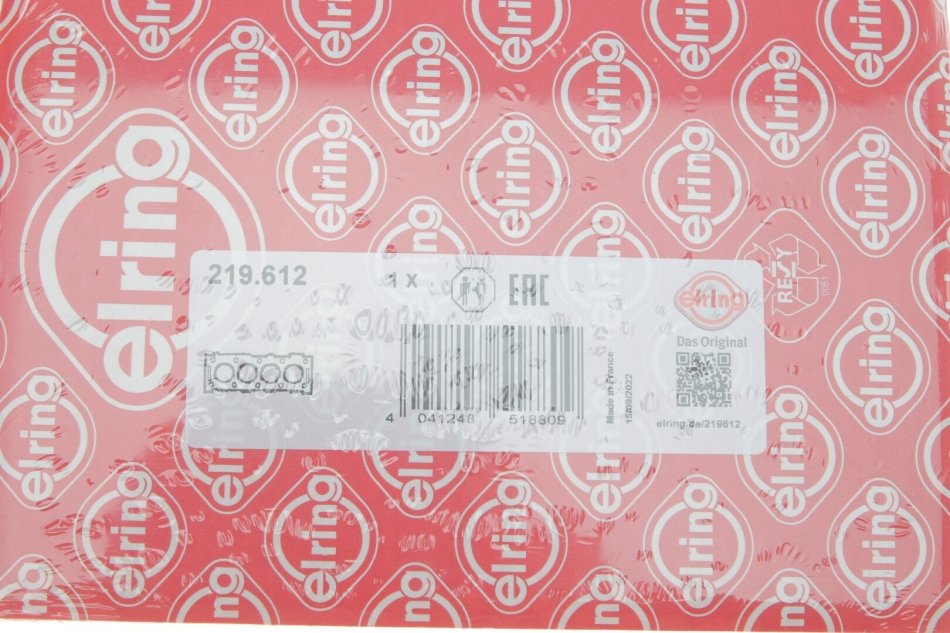 elring
219.612
1 x
EAC
elring
Das Original
REZY
0051
4 041248 518809
Made in France
15/09/2022
elring.de/219612